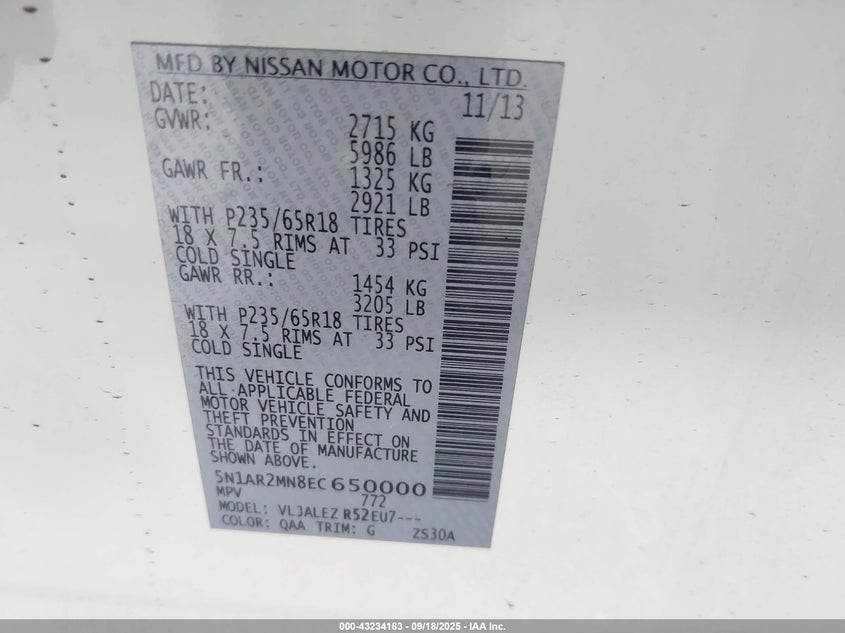 MFD BY NISSAN MOTOR CO., LTD.
DATE: 11/13
GVWR: 2715 KG
5986 LB
GAWR FR.: 1325 KG
2921 LB
WITH P235/65R18 TIRES
18 X 7.5 RIMS AT 33 PSI
COLD SINGLE
GAWR RR.: 1454 KG
3205 LB
WITH P235/65R18 TIRES
18 X 7.5 RIMS AT 33 PSI
COLD SINGLE
THIS VEHICLE CONFORMS TO
ALL APPLICABLE FEDERAL
MOTOR VEHICLE SAFETY AND
THEFT PREVENTION
STANDARDS IN EFFECT ON
THE DATE OF MANUFACTURE
SHOWN ABOVE.
5N1AR2MN8EC650000
MPV 772
MODEL: VLJALEZ R52EU7---
COLOR: QAA TRIM: G ZS30A
000-43234183 - 09/18/2025 - IAA Inc.